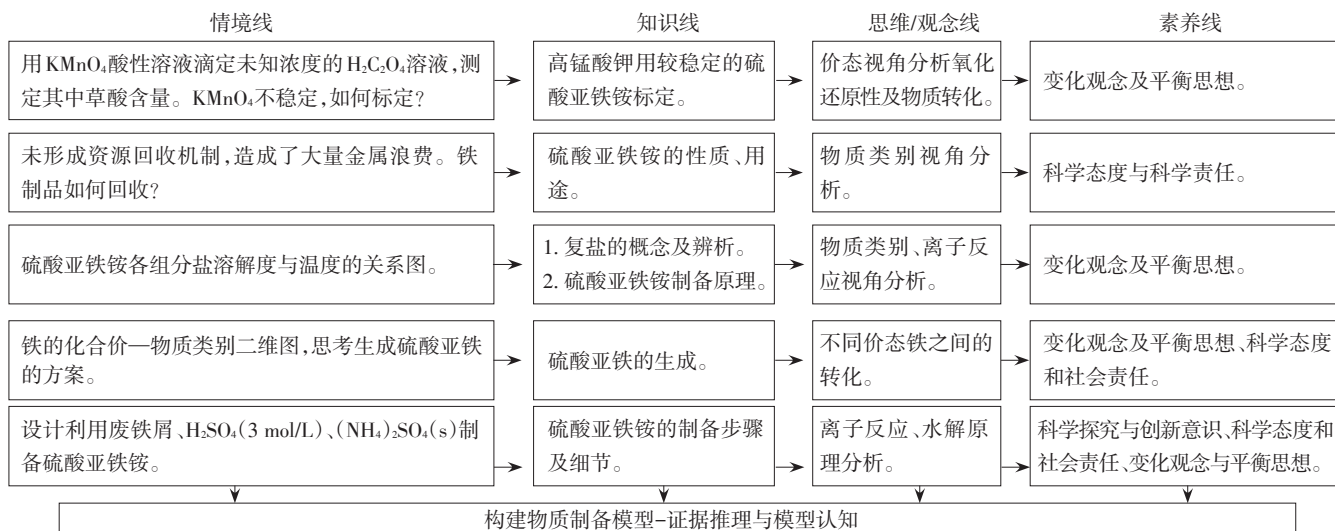 情境线
知识线
思维/观念线
素养线
用KMnO₄酸性溶液滴定未知浓度的H₂C₂O₄溶液,测
定其中草酸含量。KMnO₄不稳定,如何标定?
高锰酸钾用较稳定的硫
酸亚铁铵标定。
价态视角分析氧化
还原性及物质转化。
变化观念及平衡思想。
未形成资源回收机制,造成了大量金属浪费。铁
制品如何回收?
硫酸亚铁铵的性质、用
途。
物质类别视角分
析。
科学态度与科学责任。
硫酸亚铁铵各组分盐溶解度与温度的关系图。
1. 复盐的概念及辨析。
2. 硫酸亚铁铵制备原理。
物质类别、离子反
应视角分析。
变化观念及平衡思想。
铁的化合价—物质类别二维图,思考生成硫酸亚铁
的方案。
硫酸亚铁的生成。
不同价态铁之间的
转化。
变化观念及平衡思想、科学态度
和社会责任。
设计利用废铁屑、H₂SO₄(3 mol/L)、(NH₄)₂SO₄(s)制
备硫酸亚铁铵。
硫酸亚铁铵的制备步骤
及细节。
离子反应、水解原
理分析。
科学探究与创新意识、科学态度和
社会责任、变化观念与平衡思想。
构建物质制备模型-证据推理与模型认知